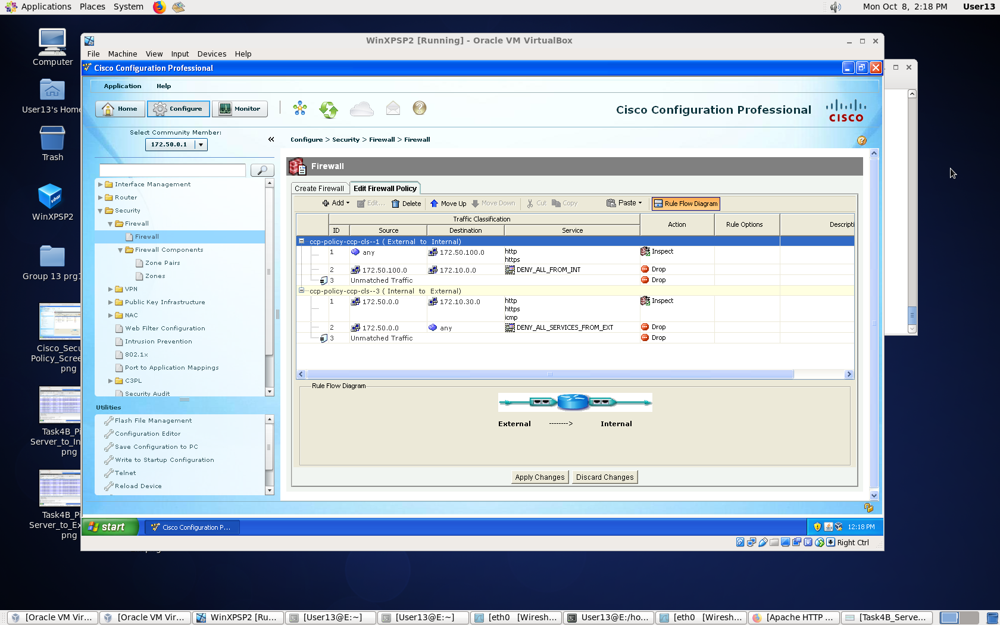 Applications Places System
Mon Oct 8, 2:18 PM User13
Computer
User13's Home
Trash
WinXPSP2
Group 13 prg1
Cisco_Secu
Policy_Scree
png
Task4B_Pi
Server_to_In
png
Task4B_Pi
Server_to_Ex
png
WinXPSP2 [Running] - Oracle VM VirtualBox
File Machine View Input Devices Help
Cisco Configuration Professional
Application Help
Home Configure Monitor
Cisco Configuration Professional
CISCO
Select Community Member:
172.50.0.1
«
Configure > Security > Firewall > Firewall
Interface Management
Router
Security
Firewall
Firewall
Firewall Components
Zone Pairs
Zones
VPN
Public Key Infrastructure
NAC
Web Filter Configuration
Intrusion Prevention
802.1x
Port to Application Mappings
C3PL
Security Audit
Utilities
Flash File Management
Configuration Editor
Save Configuration to PC
Write to Startup Configuration
Telnet
Reload Device
Firewall
Create Firewall Edit Firewall Policy
Add Edit... Delete Move Up Move Down Cut Copy Paste Rule Flow Diagram
Traffic Classification
ID Source Destination Service Action Rule Options Descripti
ccp-policy-ccp-cls--1 ( External to Internal)
1 any 172.50.100.0 http Inspect
https
2 172.50.100.0 172.10.0.0 DENY_ALL_FROM_INT Drop
3 Unmatched Traffic Drop
ccp-policy-ccp-cls--3 ( Internal to External)
1 172.50.0.0 172.10.30.0 http Inspect
https
icmp
2 172.50.0.0 any DENY_ALL_SERVICES_FROM_EXT Drop
3 Unmatched Traffic Drop
Rule Flow Diagram
External --------> Internal
Apply Changes Discard Changes
start Cisco Configuration P... 12:18 PM
Right Ctrl
[Oracle VM Vir... [Oracle VM Vir... WinXPSP2 [Ru... [User13@E:~] [User13@E:~] [eth0 [Wiresh... User13@E:/ho... [eth0 [Wiresh... [Apache HTTP ... [Task4B_Serve...